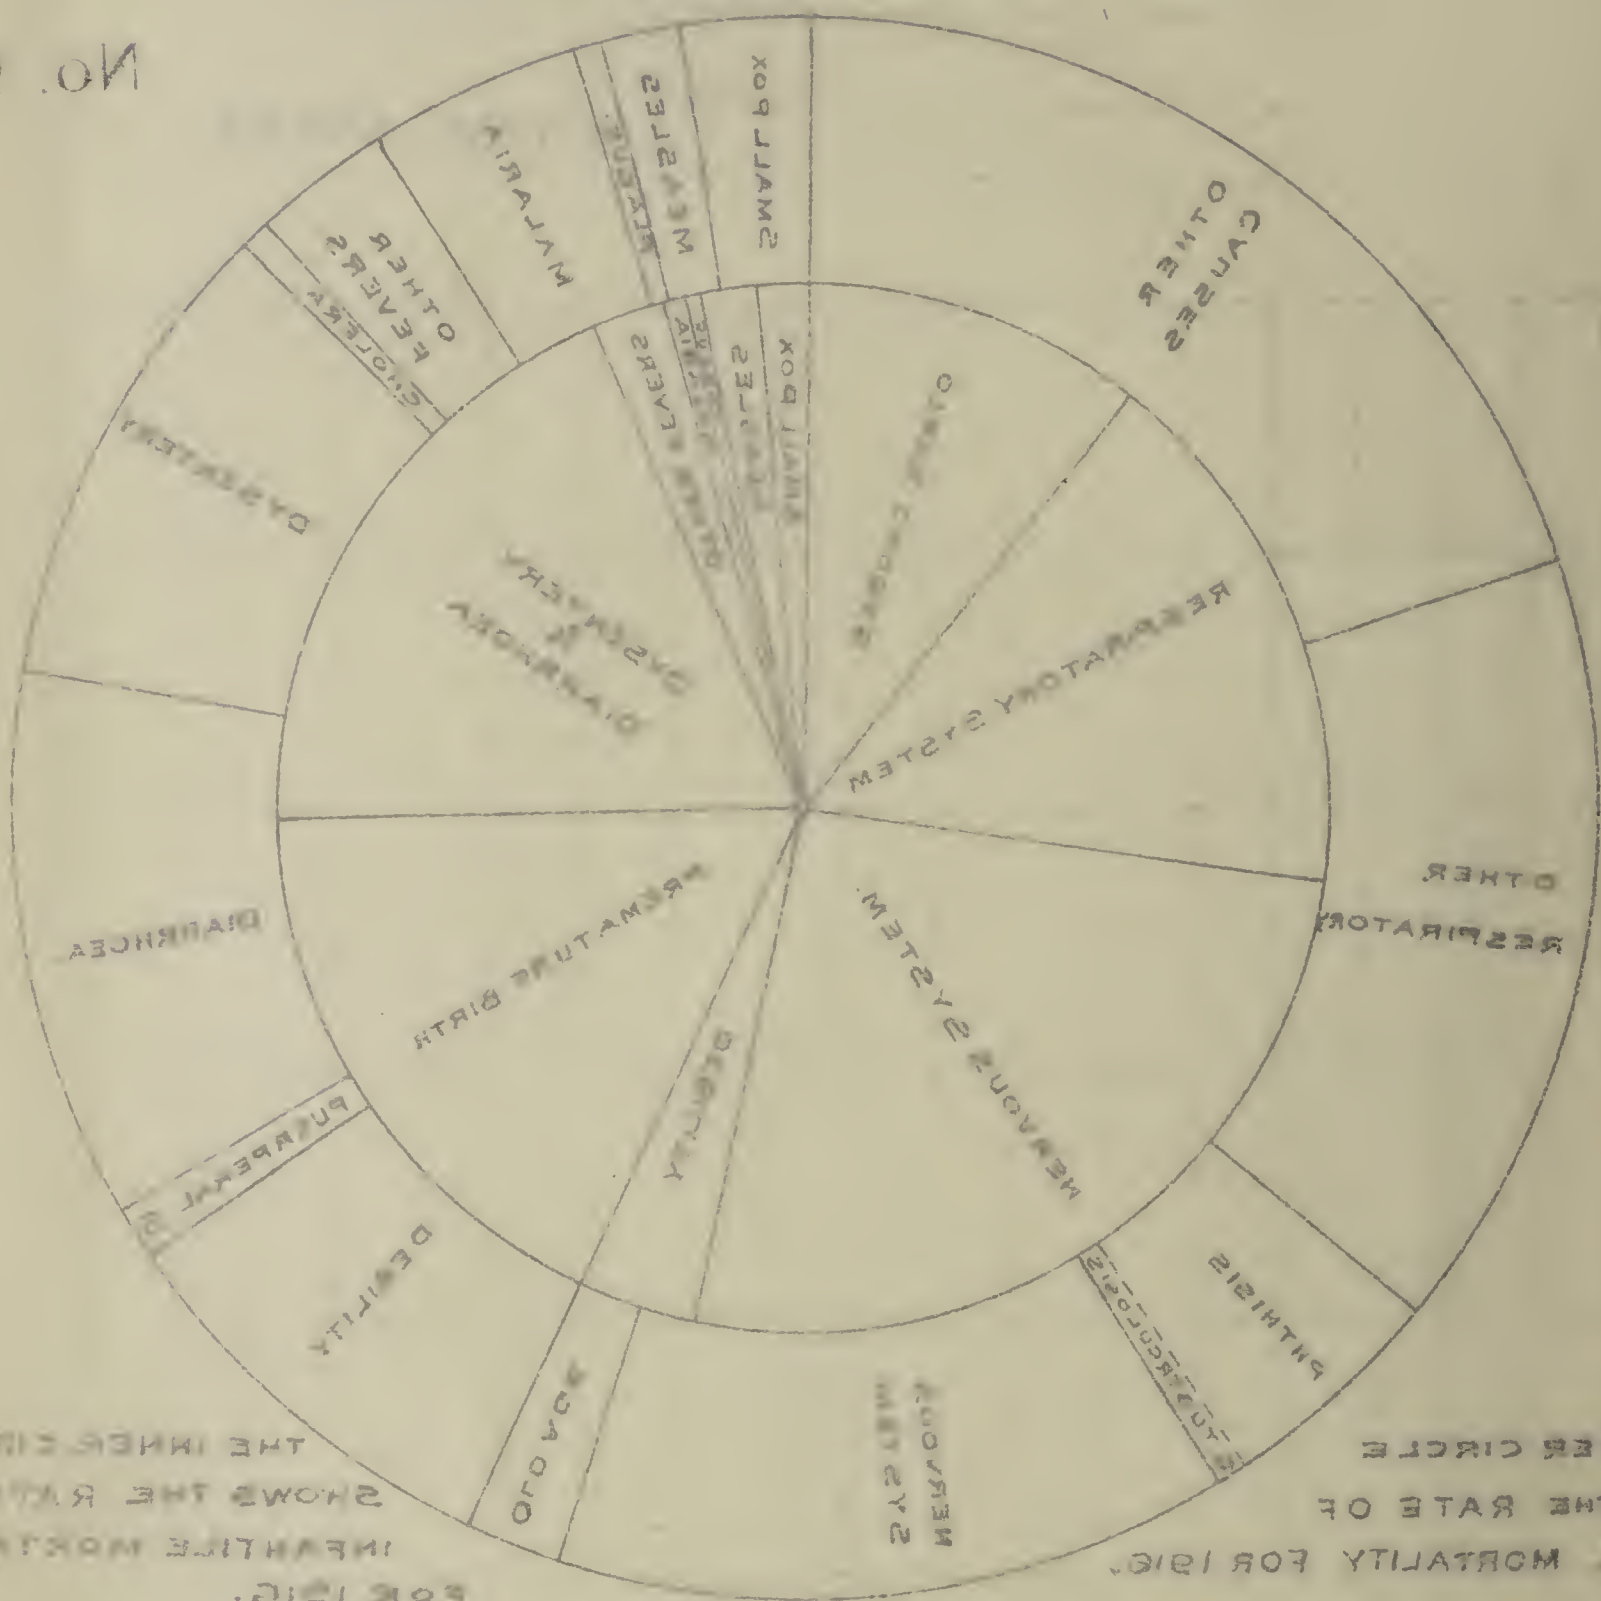 No.
SMALL POX
MEASLES
PLAGUE.
MALARIA
OTHER
FEVERS
CHOLERA
DYSENTERY
DIARRHOEA
PUERPERAL
DEBILITY
OLD AGE
NERVOUS
SYSTEM
TUBERCULOSIS
PHTHISIS
OTHER
RESPIRATORY
OTHER
CAUSES
SMALL POX
OTHER FEVERS
DYSENTERY
&
DIARRHOEA
PREMATURE BIRTH
DEBILITY
NERVOUS SYSTEM.
RESPIRATORY SYSTEM
OTHER CAUSES
CIRCLE
RATE OF
MORTALITY FOR 1916.
THE INNER
SHOWS THE
INFANTILE
FOR 1916.